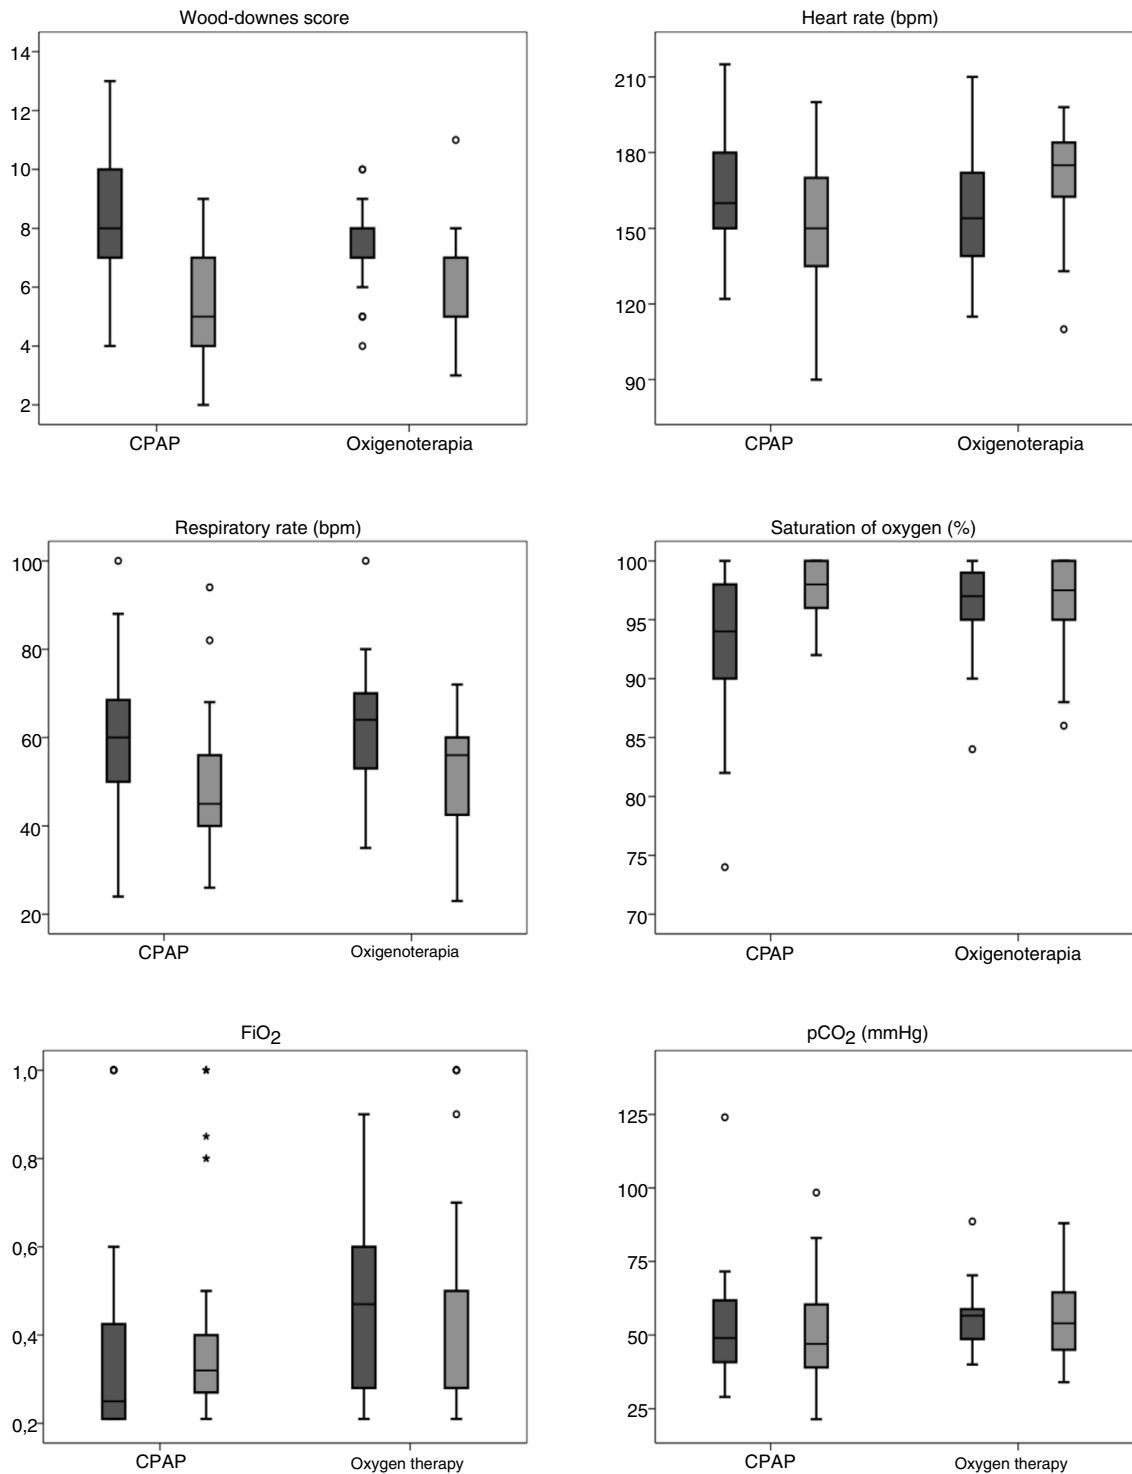 Wood-downes score
14
12
10
8
6
4
2
CPAP Oxigenoterapia
Heart rate (bpm)
210
180
150
120
90
CPAP Oxigenoterapia
Respiratory rate (bpm)
100
80
60
40
20
CPAP Oxigenoterapia
Saturation of oxygen (%)
100
95
90
85
80
75
70
CPAP Oxigenoterapia
FiO2
1,0
0,8
0,6
0,4
0,2
CPAP Oxygen therapy
pCO2 (mmHg)
125
100
75
50
25
CPAP Oxygen therapy